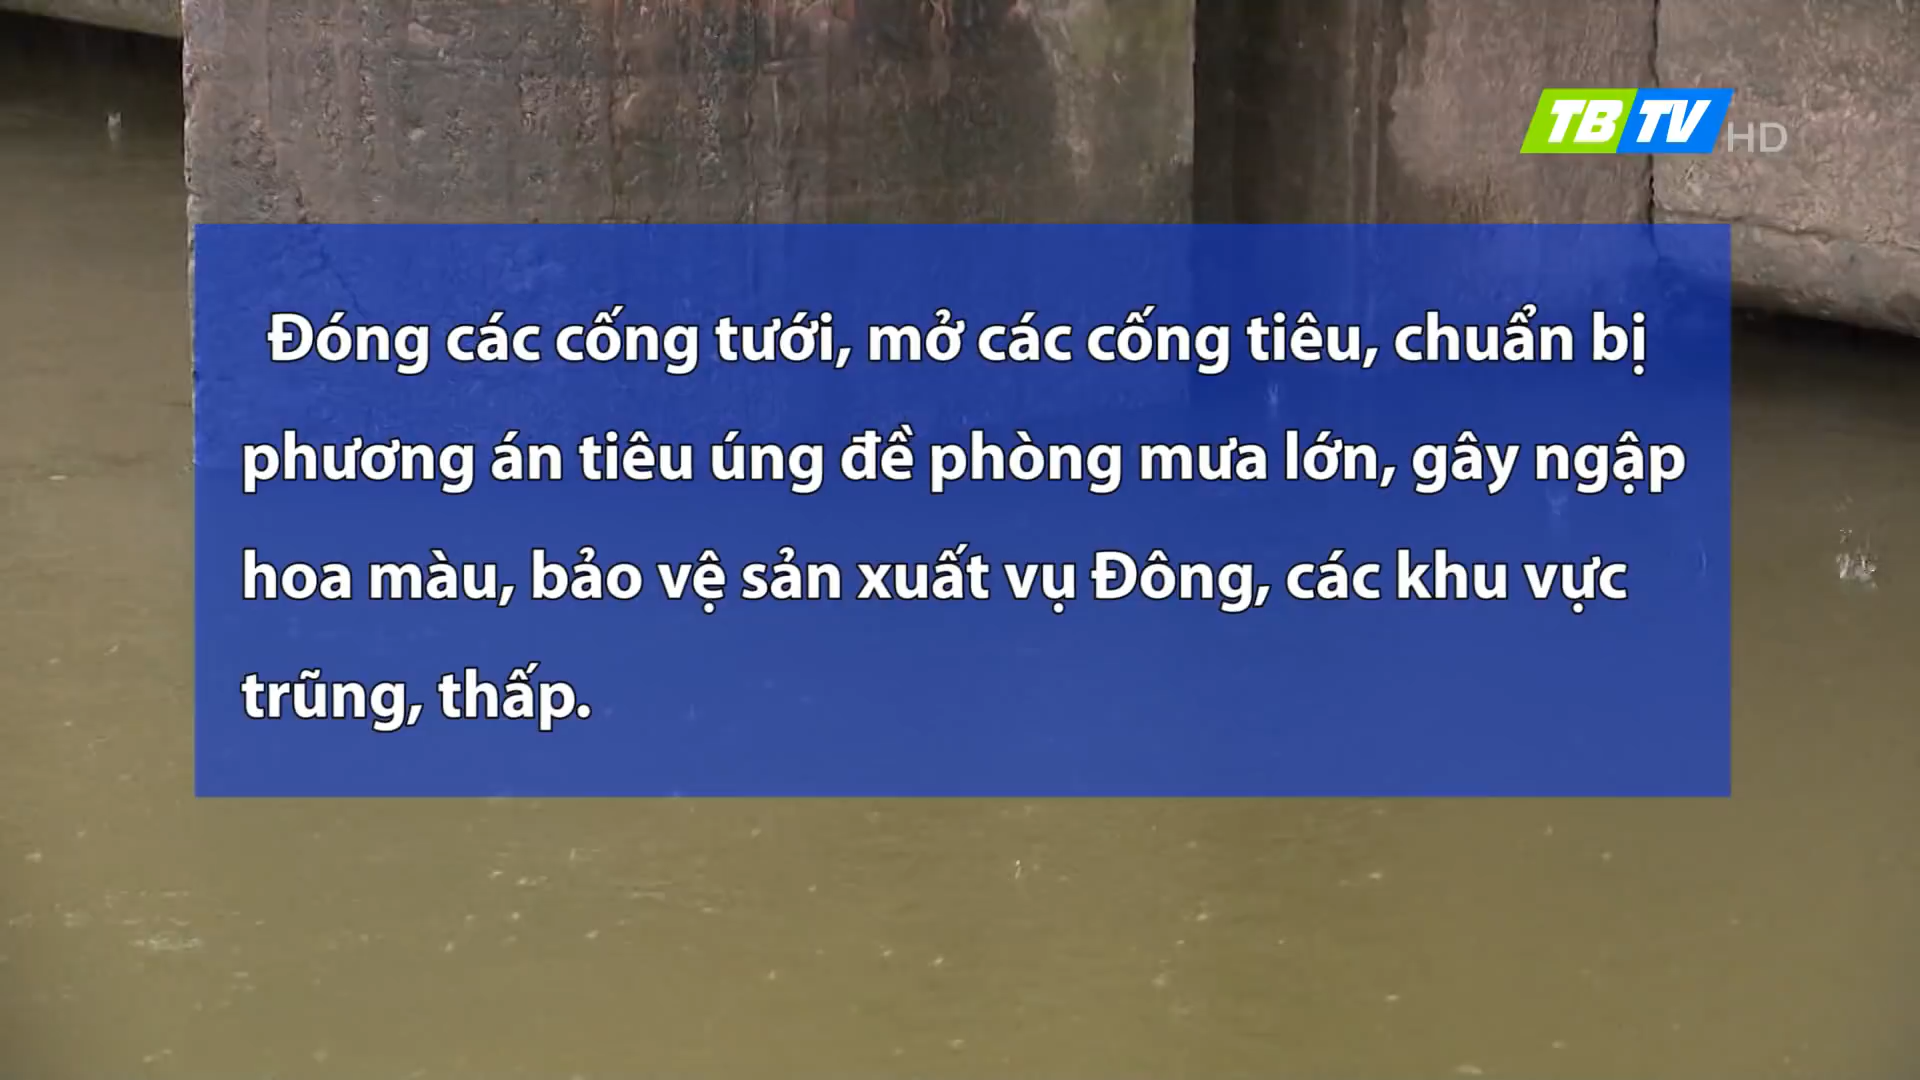 TBTV HD
Đóng các cống tưới, mở các cống tiêu, chuẩn bị
phương án tiêu úng đề phòng mưa lớn, gây ngập
hoa màu, bảo vệ sản xuất vụ Đông, các khu vực
trũng, thấp.